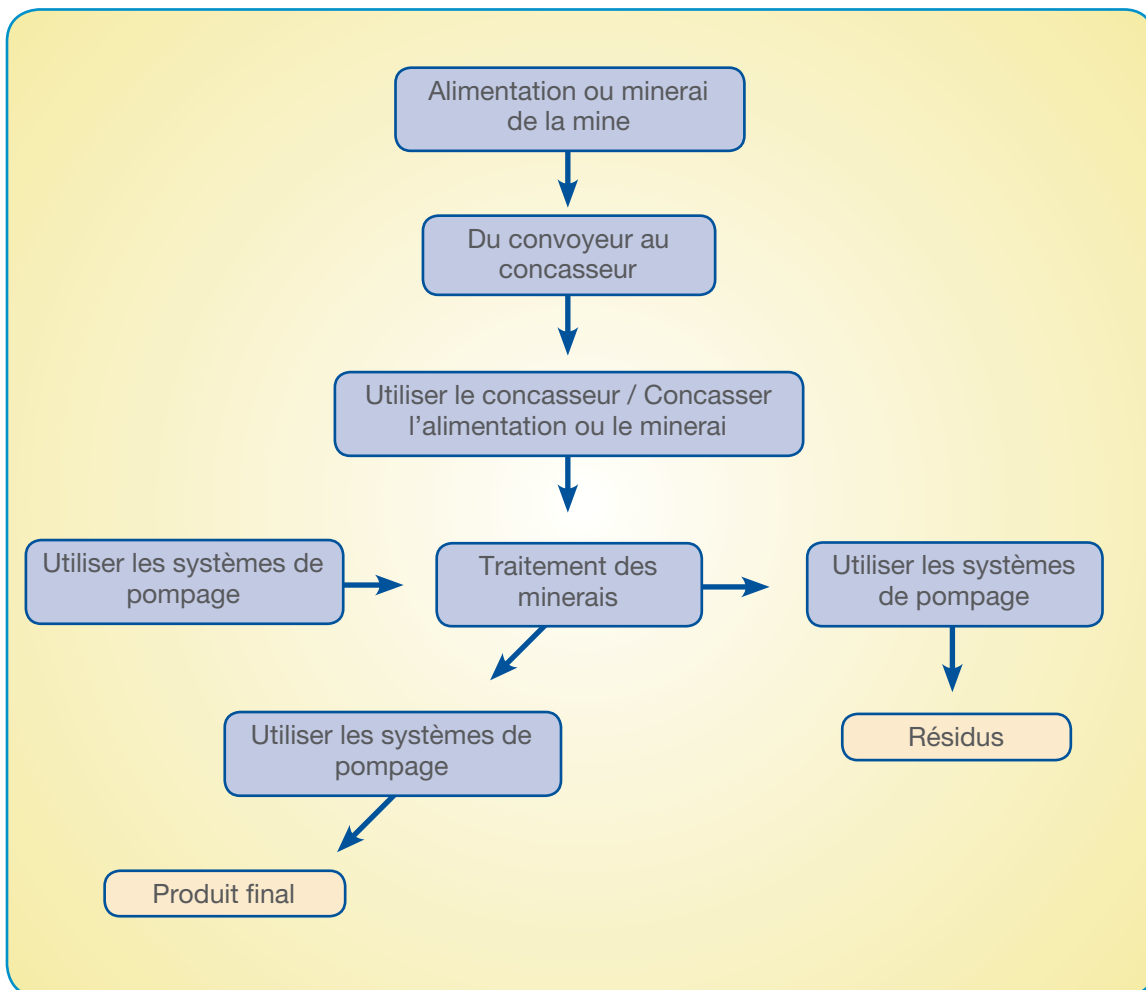 Alimentation ou minerai
de la mine
Du convoyeur au
concasseur
Utiliser le concasseur / Concasser
l’alimentation ou le minerai
Utiliser les systèmes de
pompage
Traitement des
minerais
Utiliser les systèmes
de pompage
Utiliser les systèmes de
pompage
Résidus
Produit final